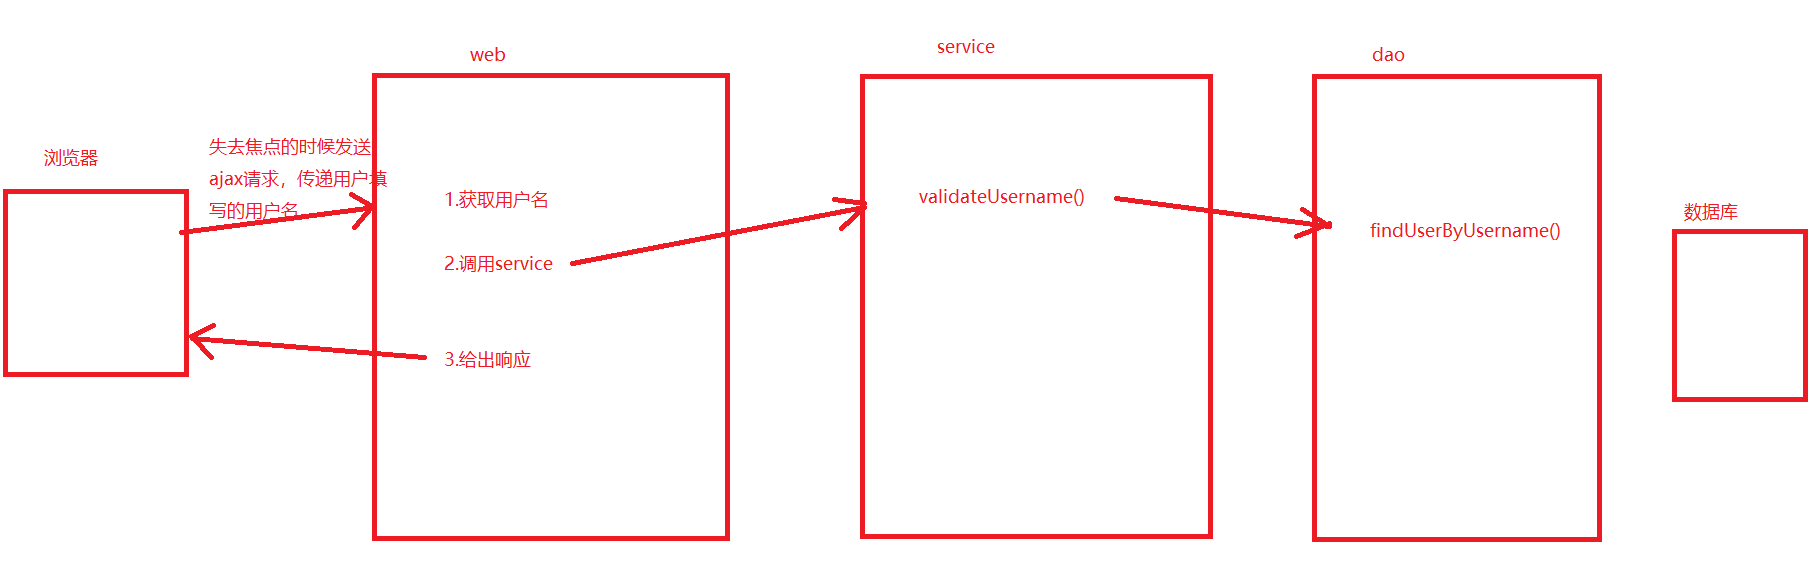 web
service
dao
浏览器
失去焦点的时候发送
ajax请求，传递用户填
写的用户名
1.获取用户名
2.调用service
3.给出响应
validateUsername()
findUserByUsername()
数据库